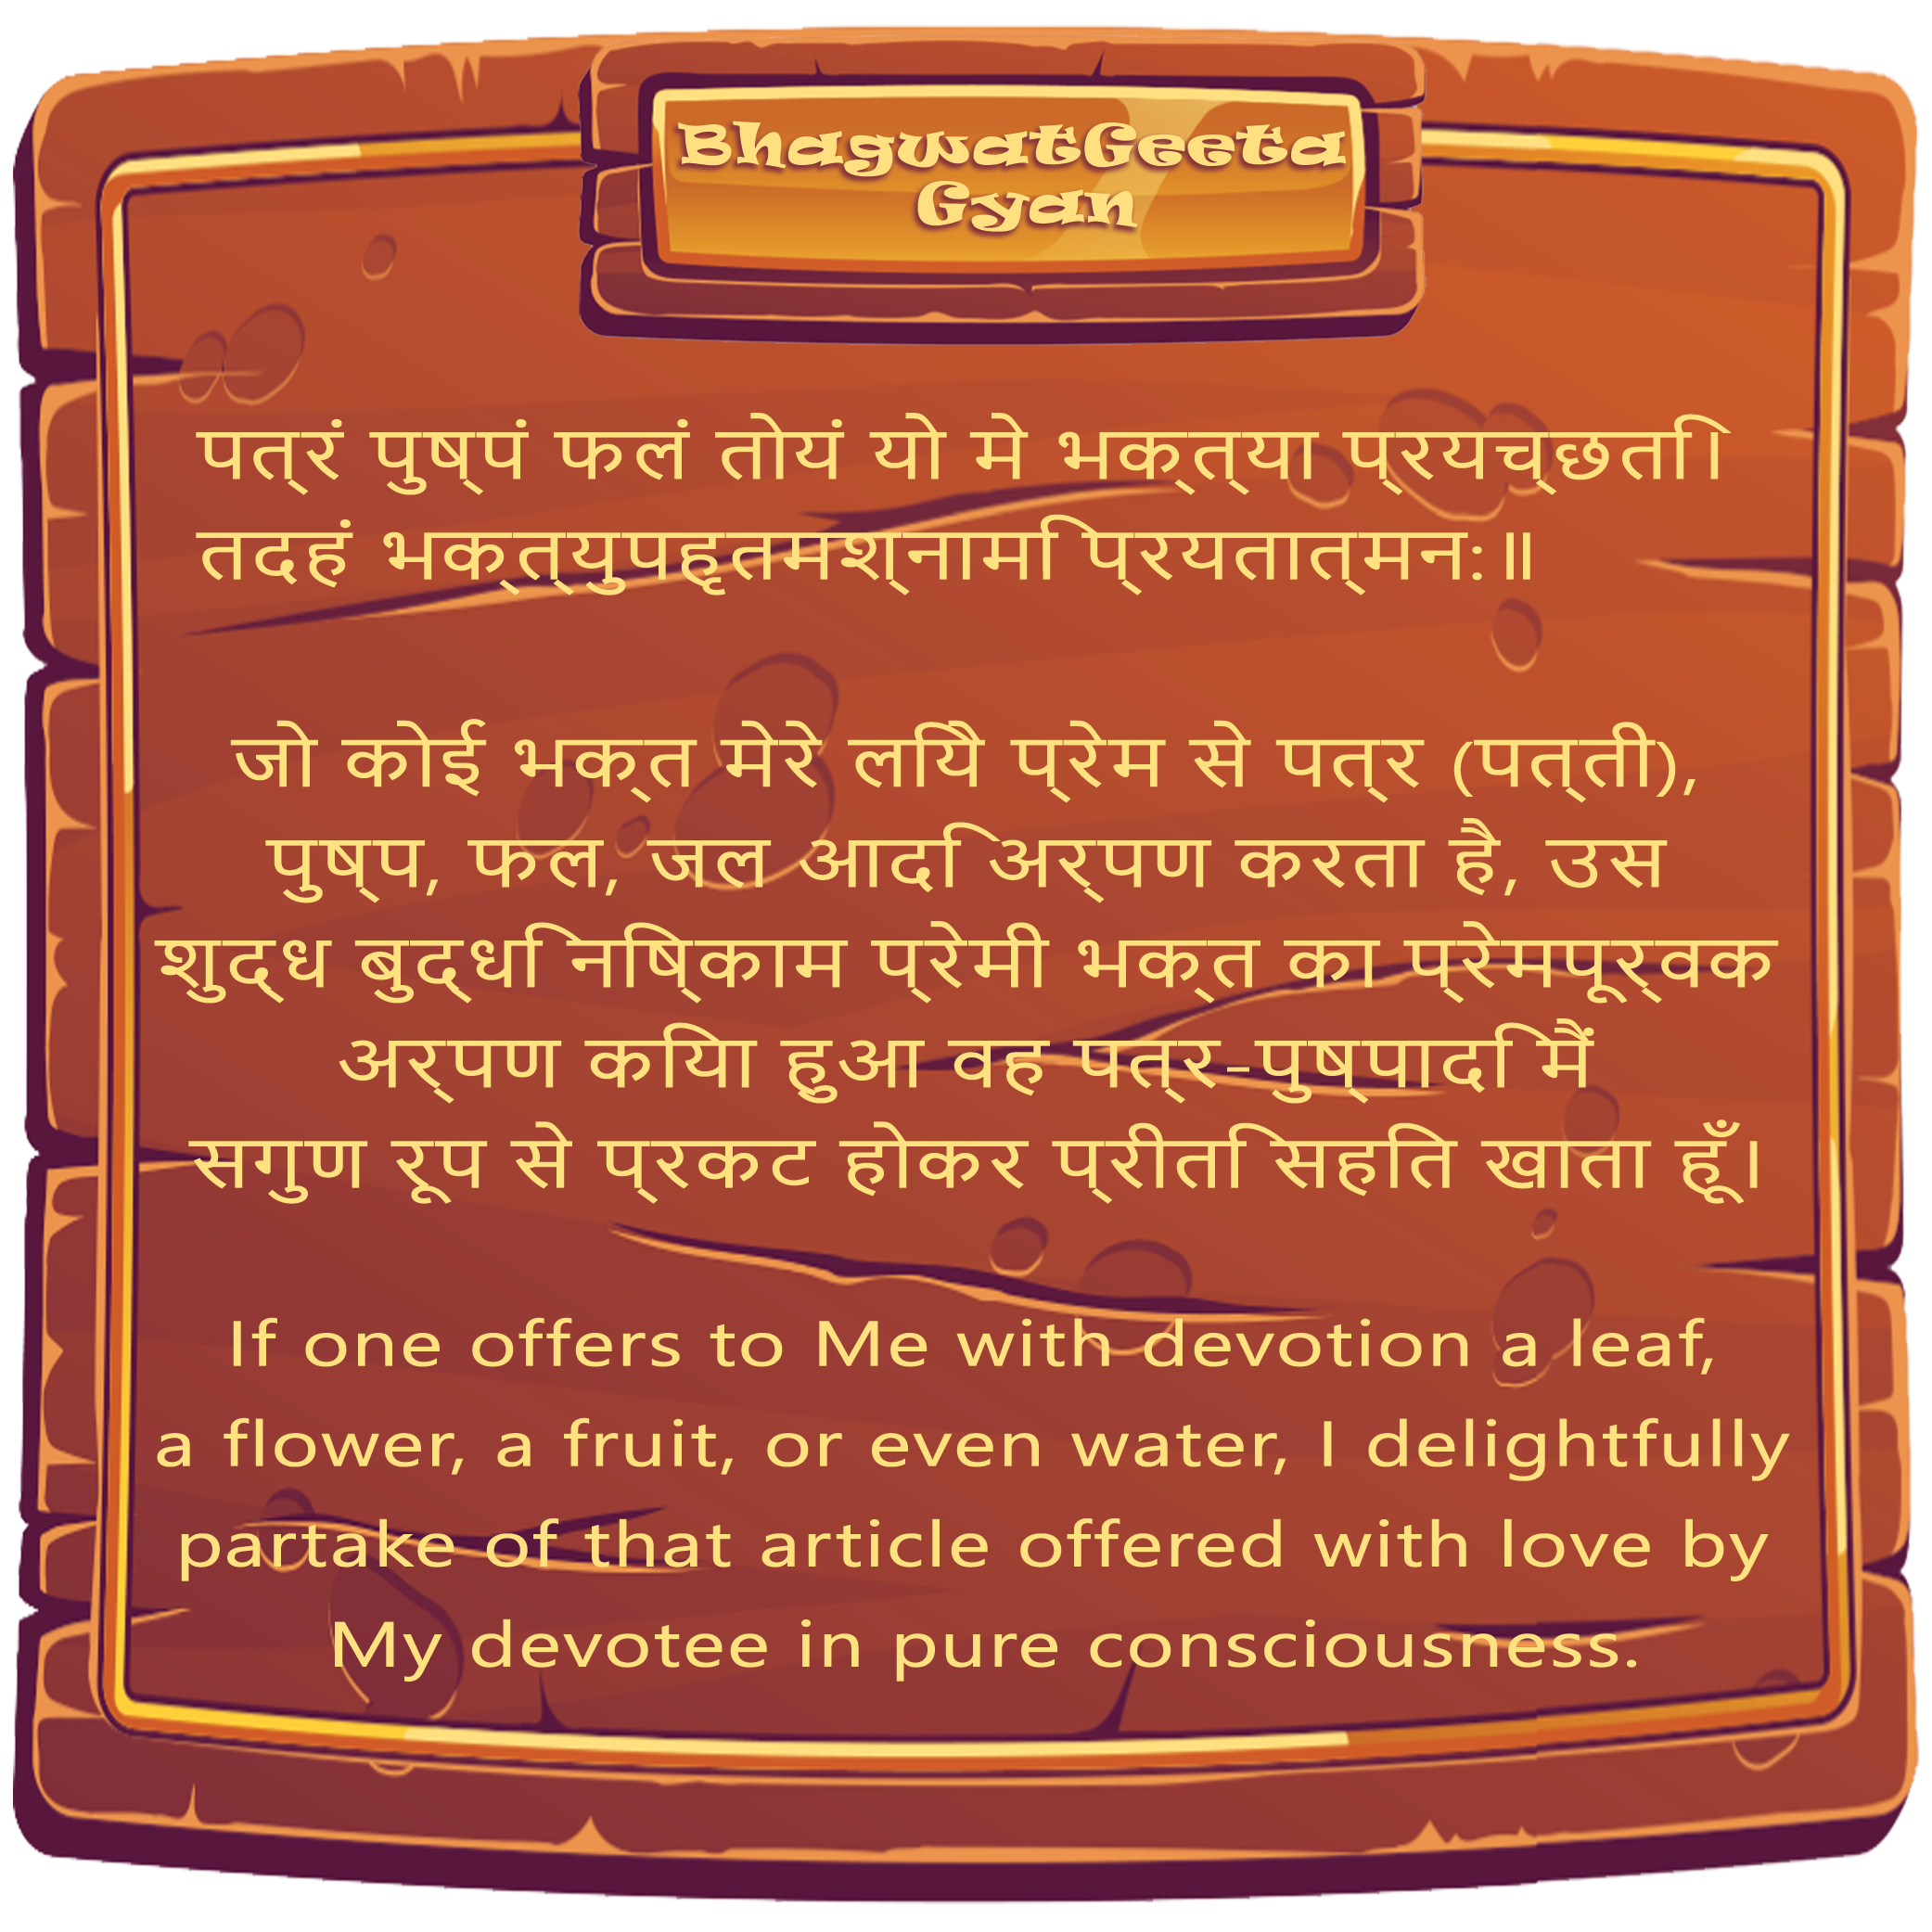 BhagwatGeeta
Gyan
पत्रं पुष्पं फलं तोयं यो मे भक्त्या प्रयच्छति।
तदहं भक्त्युपहृतमश्नामि प्रयतात्मन:॥
जो कोई भक्त मेरे लिये प्रेम से पत्र (पत्ती),
पुष्प, फल, जल आदि अर्पण करता है, उस
शुद्ध बुद्धि निष्काम प्रेमी भक्त का प्रेमपूर्वक
अर्पण किया हुआ वह पत्र-पुष्पादि मैं
सगुण रूप से प्रकट होकर प्रीति सहित खाता हूँ।
If one offers to Me with devotion a leaf,
a flower, a fruit, or even water, I delightfully
partake of that article offered with love by
My devotee in pure consciousness.